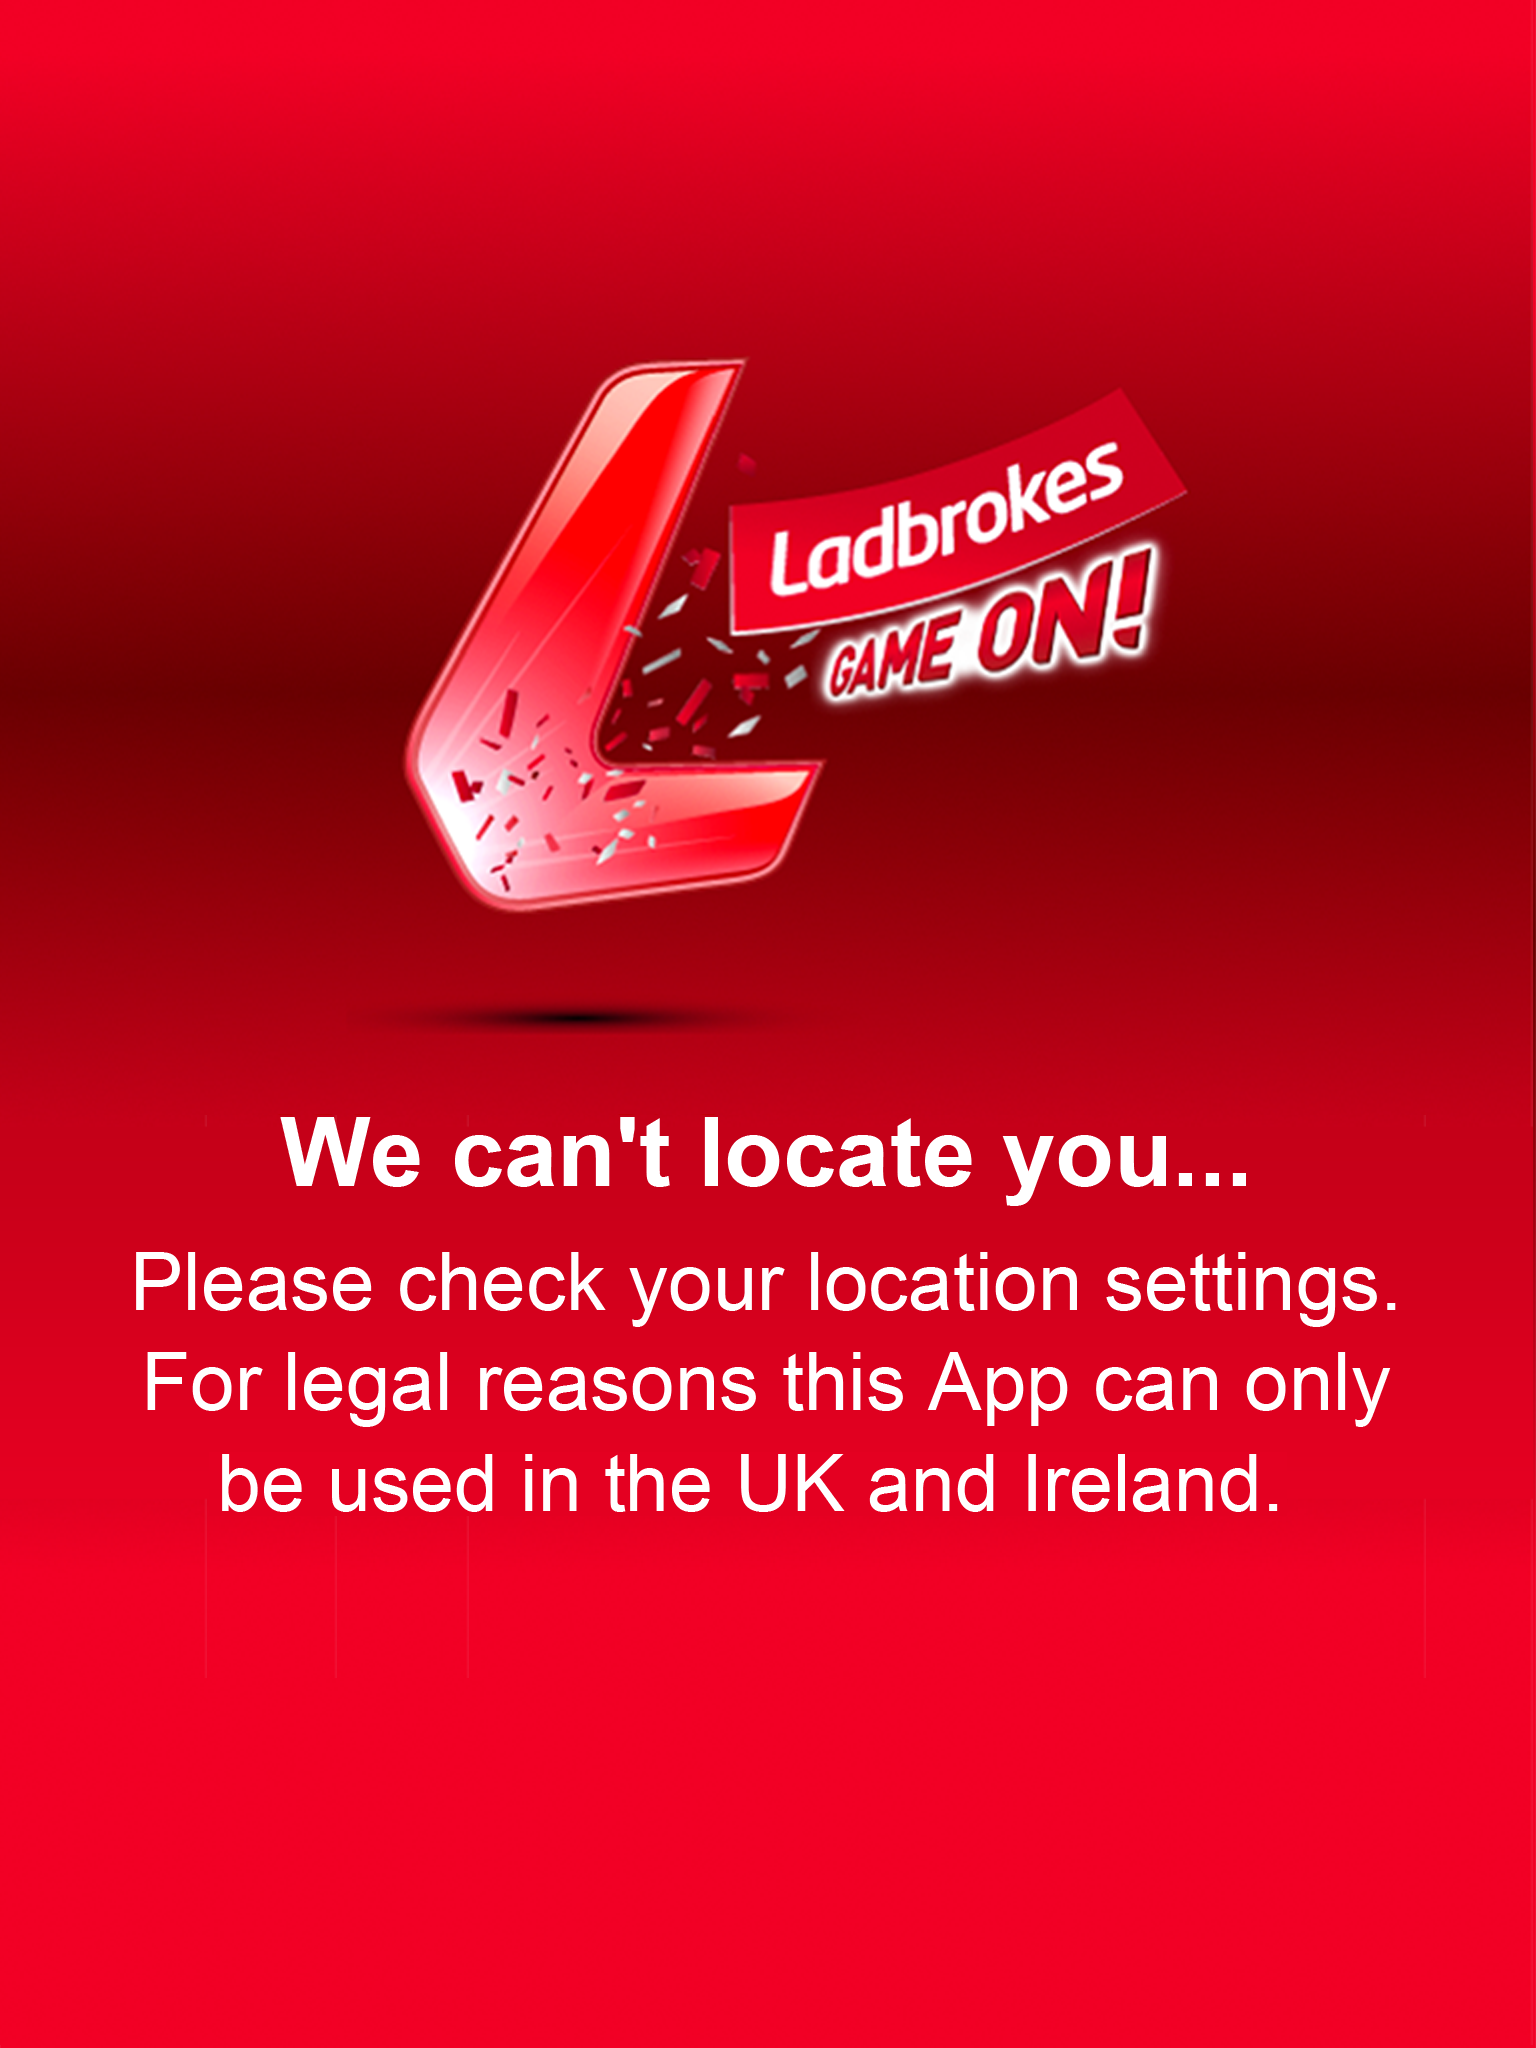 Ladbrokes
GAME ON!
We can't locate you...
Please check your location settings.
For legal reasons this App can only
be used in the UK and Ireland.